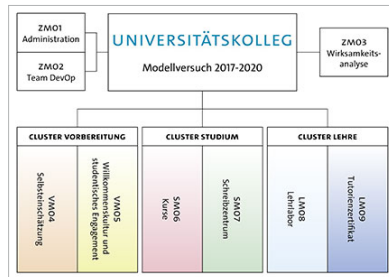 ZM01
Administration
ZM02
Team DevOp
UNIVERSITÄTSKOLLEG
Modellversuch 2017-2020
ZM03
Wirksamkeits-
analyse
CLUSTER VORBEREITUNG
VM04
Selbsteinschätzung
VM05
Willkommenskultur und
studentisches Engagement
CLUSTER STUDIUM
SM06
Kurse
SM07
Schreibzentrum
CLUSTER LEHRE
LM08
Lehrlabor
LM09
Tutorienzertifikat